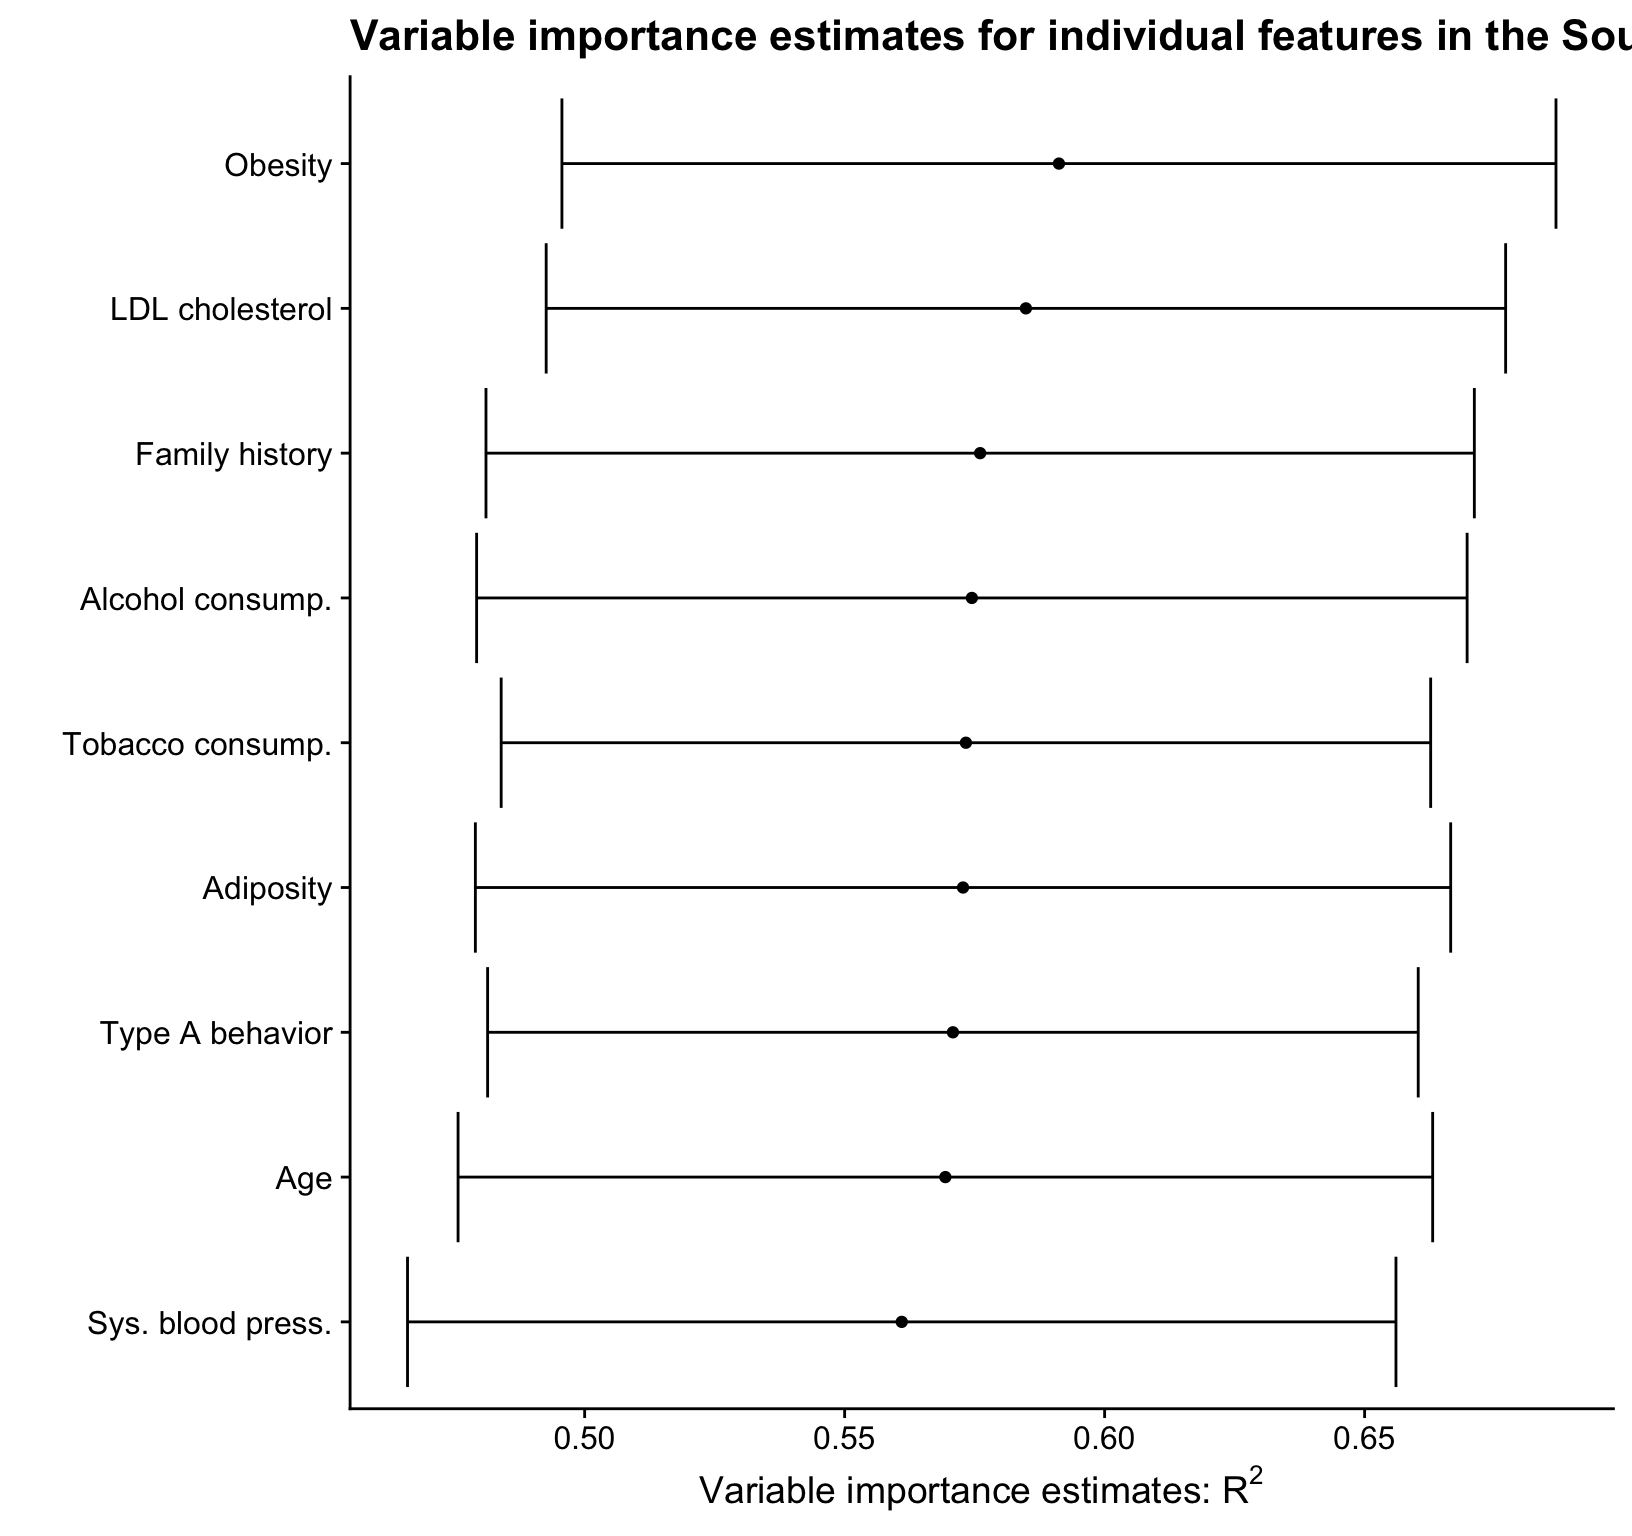 Variable importance estimates for individual features in the Sou
Obesity
LDL cholesterol
Family history
Alcohol consump.
Tobacco consump.
Adiposity
Type A behavior
Age
Sys. blood press.
0.50 0.55 0.60 0.65
Variable importance estimates: R²